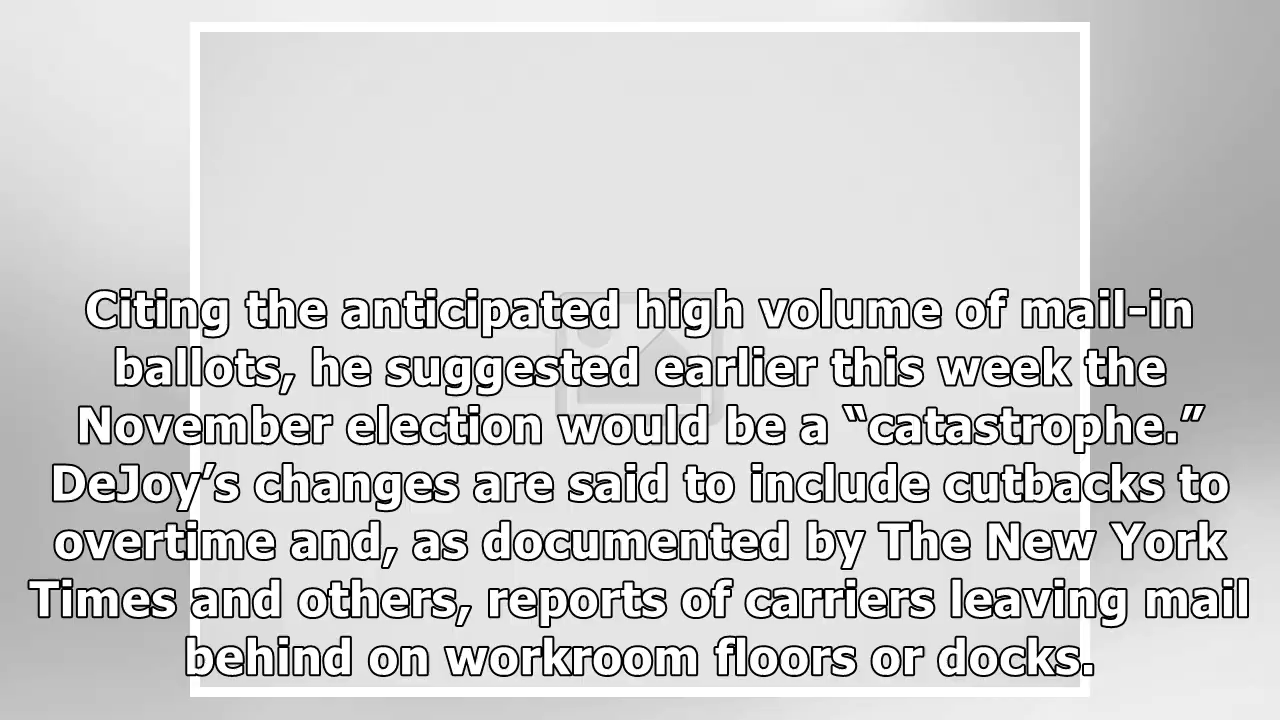 Citing the anticipated high volume of mail-in
ballots, he suggested earlier this week the
November election would be a “catastrophe.”
DeJoy’s changes are said to include cutbacks to
overtime and, as documented by The New York
Times and others, reports of carriers leaving mail
behind on workroom floors or docks.